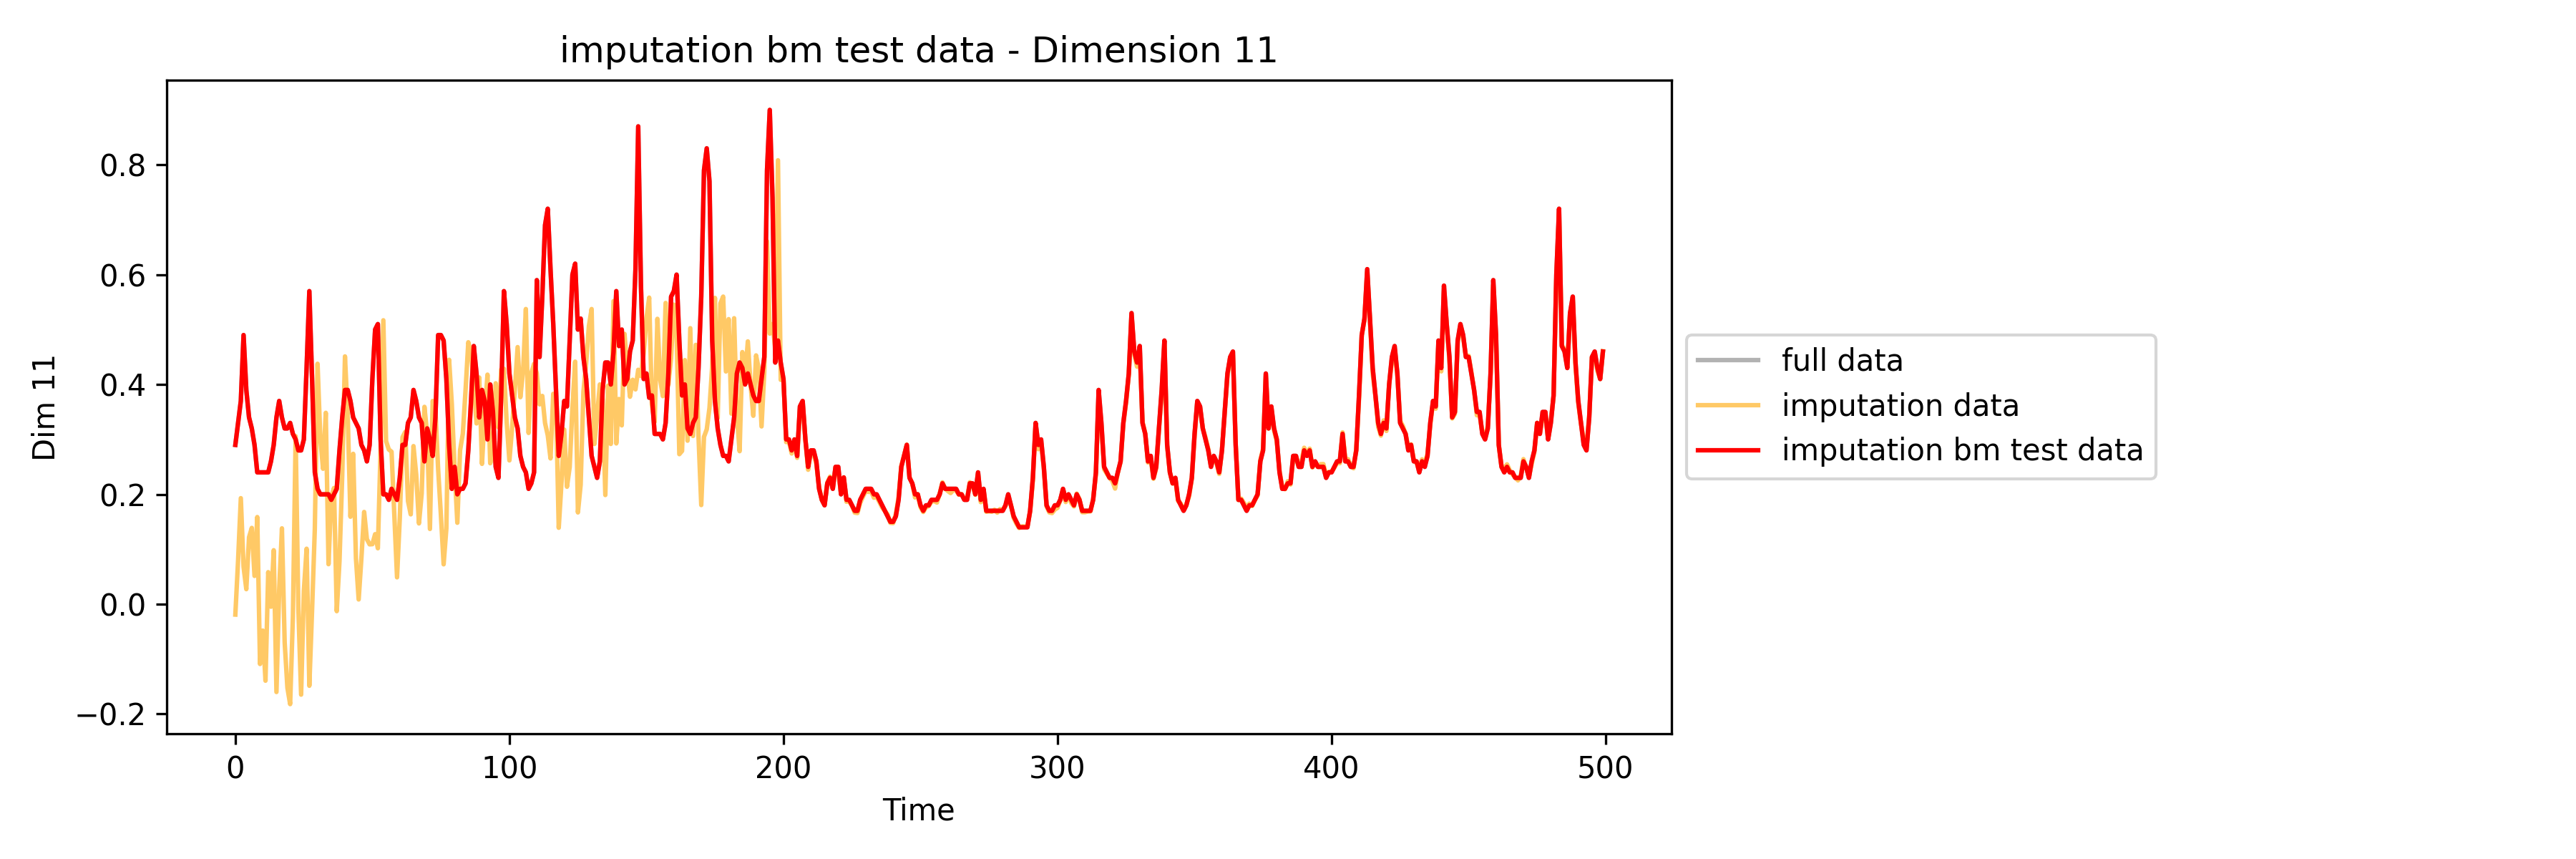 imputation bm test data - Dimension 11
Dim 11
0.8
0.6
0.4
0.2
0.0
−0.2
0 100 200 300 400 500
Time
full data
imputation data
imputation bm test data